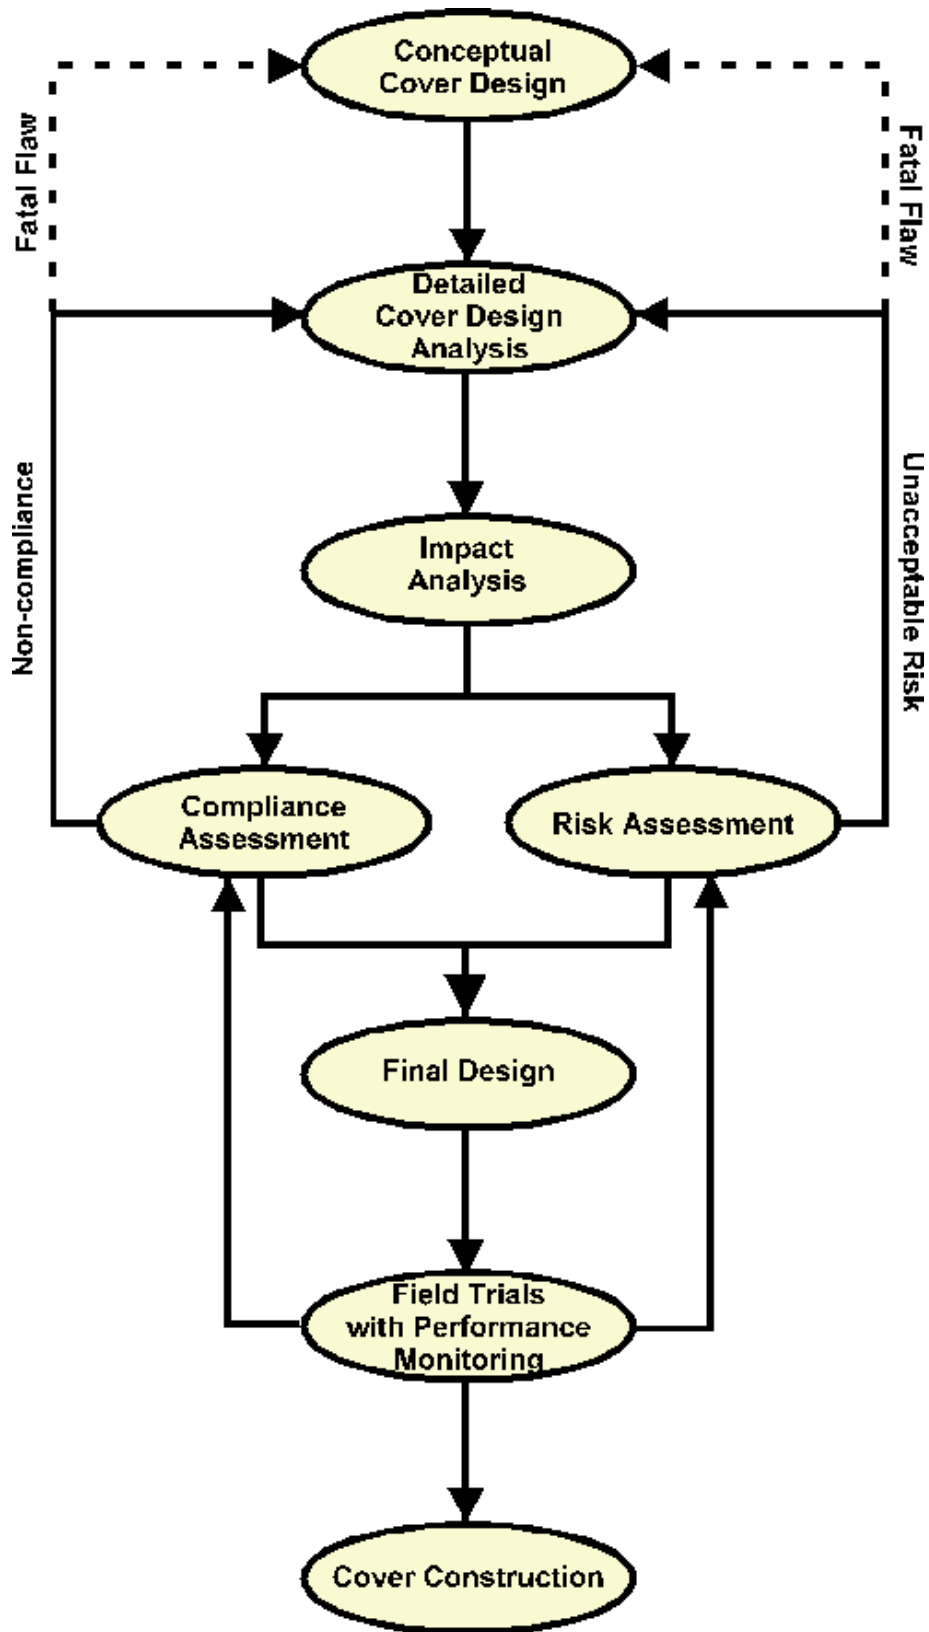 Conceptual
Cover Design
Fatal Flaw
Fatal Flaw
Detailed
Cover Design
Analysis
Non-compliance
Unacceptable Risk
Impact
Analysis
Compliance
Assessment
Risk Assessment
Final Design
Field Trials
with Performance
Monitoring
Cover Construction